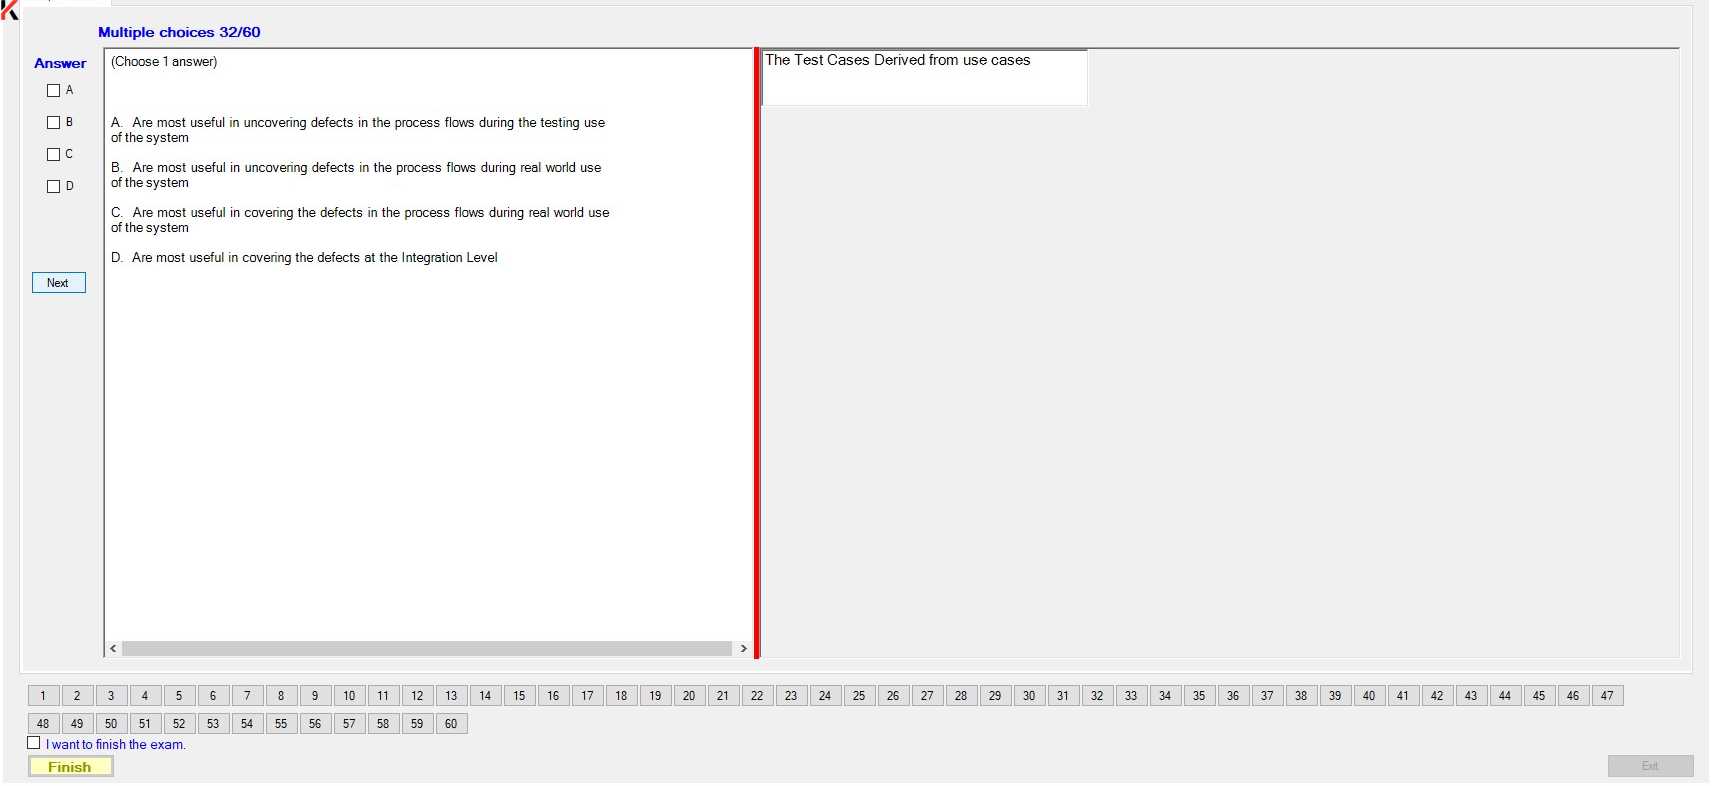 Multiple choices 32/60
Answer
A
B
C
D
Next
(Choose 1 answer)
A. Are most useful in uncovering defects in the process flows during the testing use
of the system
B. Are most useful in uncovering defects in the process flows during real world use
of the system
C. Are most useful in covering the defects in the process flows during real world use
of the system
D. Are most useful in covering the defects at the Integration Level
The Test Cases Derived from use cases
1 2 3 4 5 6 7 8 9 10 11 12 13 14 15 16 17 18 19 20 21 22 23 24 25 26 27 28 29 30 31 32 33 34 35 36 37 38 39 40 41 42 43 44 45 46 47
48 49 50 51 52 53 54 55 56 57 58 59 60
I want to finish the exam.
Finish
Exit